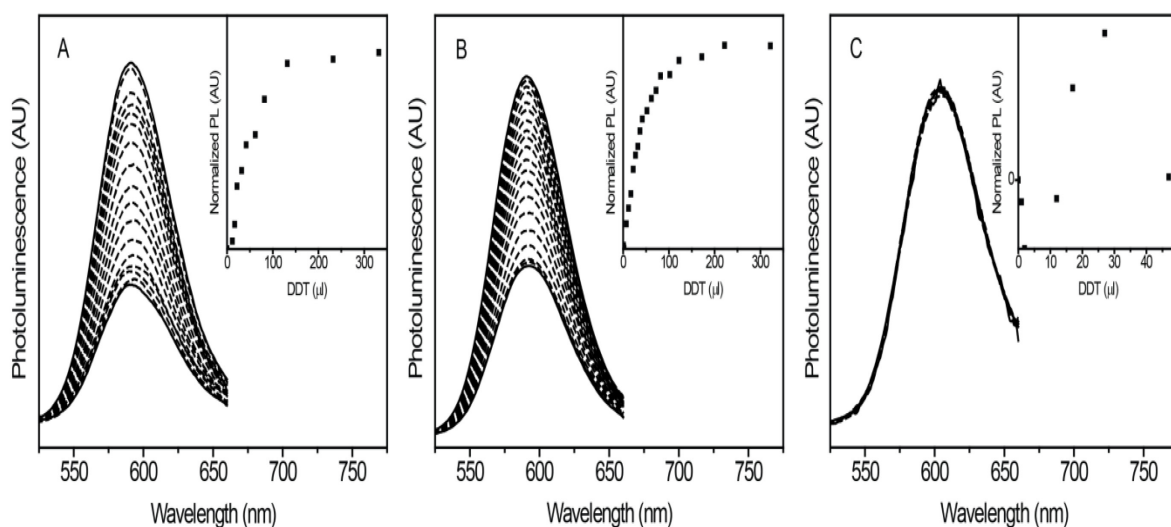 A
Photoluminescence (AU)
Normalized PL (AU)
0 100 200 300
DDT (µl)
550 600 650 700 750
Wavelength (nm)
B
Photoluminescence (AU)
Normalized PL (AU)
0 100 200 300
DDT (µl)
550 600 650 700 750
Wavelength (nm)
C
Photoluminescence (AU)
Normalized PL (AU)
0
0 10 20 30 40
DDT (µl)
550 600 650 700 750
Wavelength (nm)